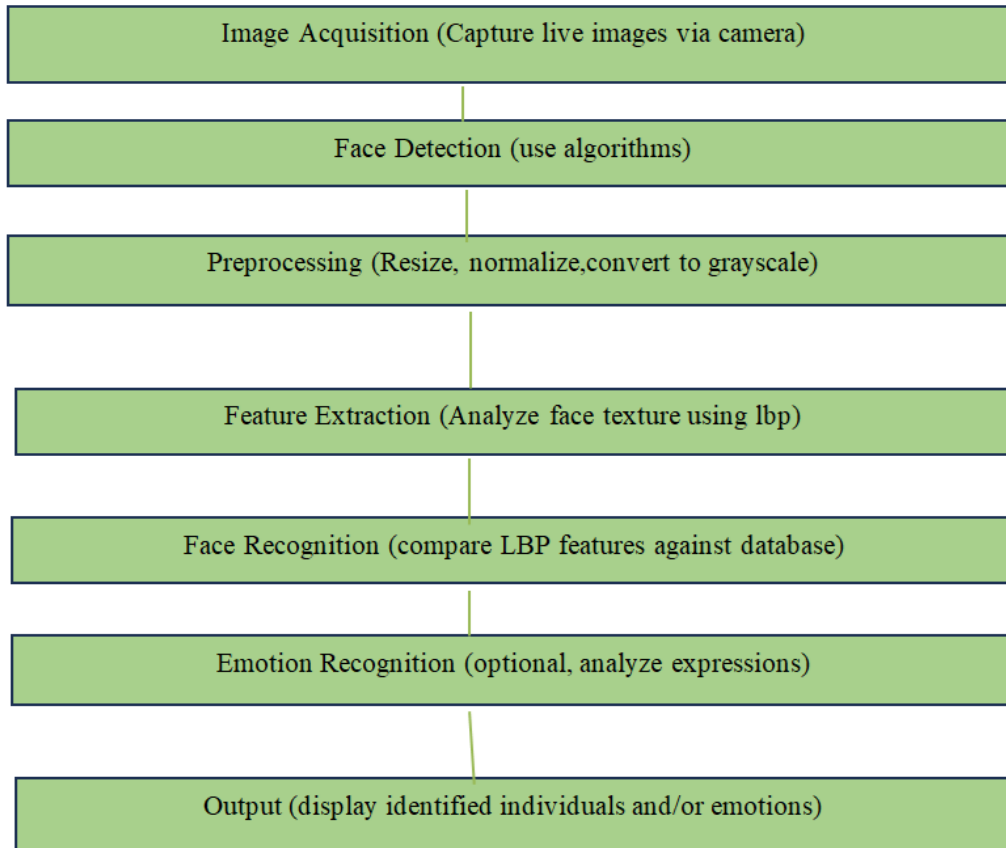 Image Acquisition (Capture live images via camera)
Face Detection (use algorithms)
Preprocessing (Resize, normalize,convert to grayscale)
Feature Extraction (Analyze face texture using lbp)
Face Recognition (compare LBP features against database)
Emotion Recognition (optional, analyze expressions)
Output (display identified individuals and/or emotions)